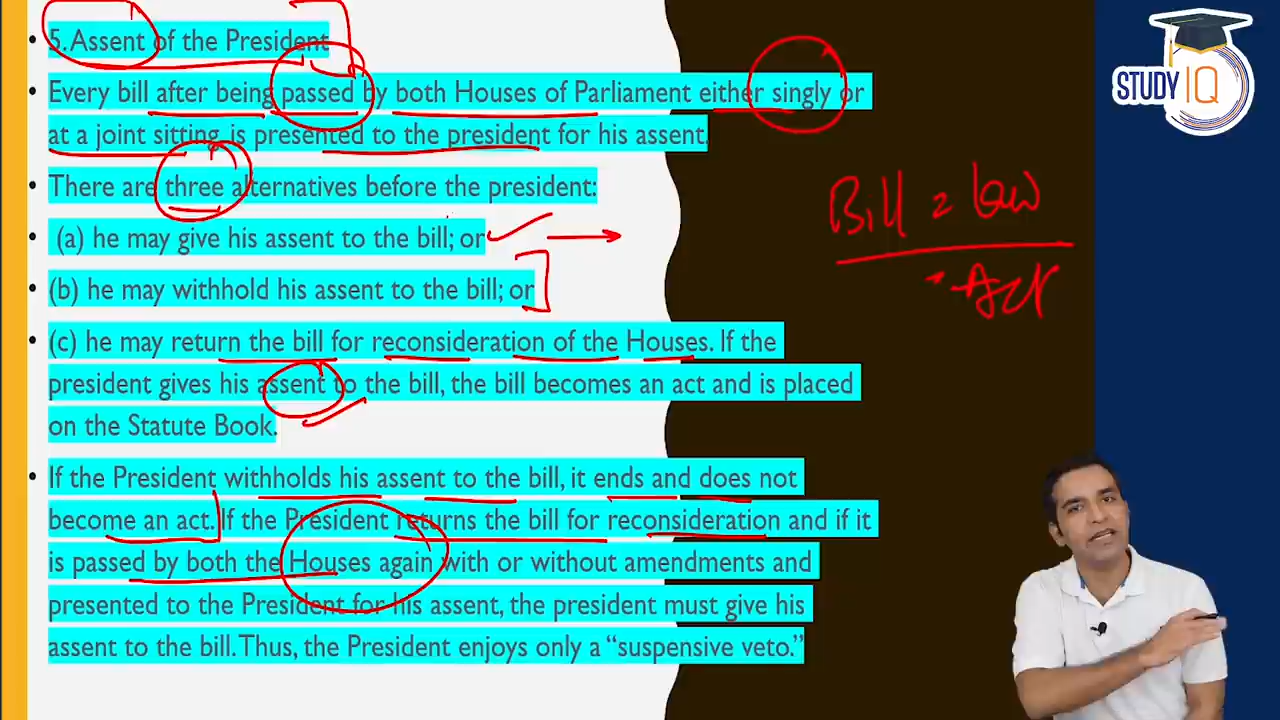 • 5. Assent of the President
• Every bill after being passed by both Houses of Parliament either singly or
at a joint sitting is presented to the president for his assent.
• There are three alternatives before the president:
• (a) he may give his assent to the bill; or
• (b) he may withhold his assent to the bill; or
• (c) he may return the bill for reconsideration of the Houses. If the
president gives his assent to the bill, the bill becomes an act and is placed
on the Statute Book.
• If the President withholds his assent to the bill, it ends and does not
become an act. If the President returns the bill for reconsideration and if it
is passed by both the Houses again with or without amendments and
presented to the President for his assent, the president must give his
assent to the bill. Thus, the President enjoys only a “suspensive veto.”
STUDY IQ
Bill = law
Act